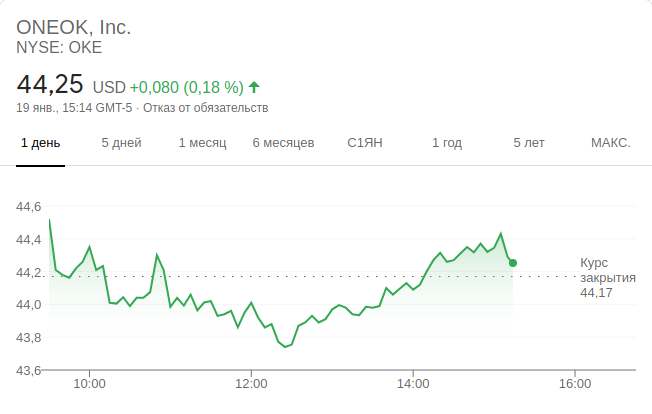 ONEOK, Inc.
NYSE: OKE
44,25 USD +0,080 (0,18 %)
19 янв., 15:14 GMT-5 · Отказ от обязательств
1 день 5 дней 1 месяц 6 месяцев С1ЯН 1 год 5 лет МАКС.
44,6
44,4
44,2
44,0
43,8
43,6
Курс
закрытия
44,17
10:00 12:00 14:00 16:00